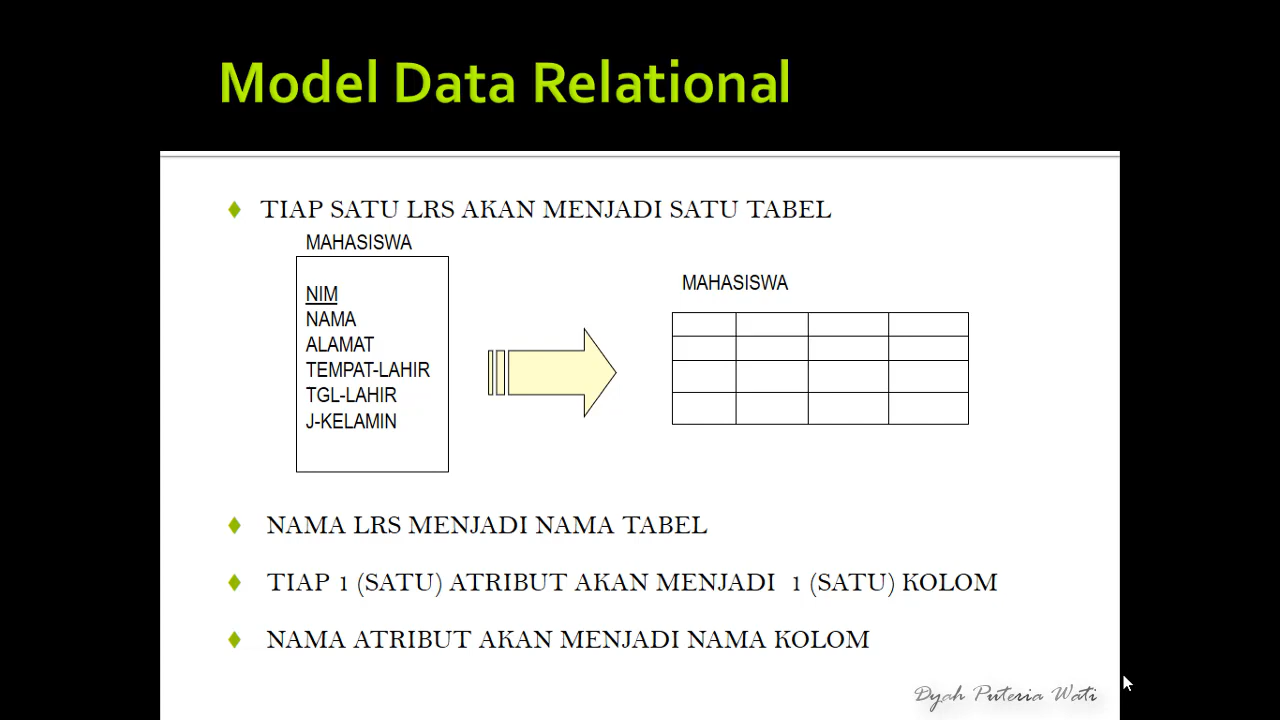 Model Data Relational
TIAP SATU LRS AKAN MENJADI SATU TABEL
MAHASISWA
NIM
NAMA
ALAMAT
TEMPAT-LAHIR
TGL-LAHIR
J-KELAMIN
MAHASISWA
NAMA LRS MENJADI NAMA TABEL
TIAP 1 (SATU) ATRIBUT AKAN MENJADI 1 (SATU) KOLOM
NAMA ATRIBUT AKAN MENJADI NAMA KOLOM
Dyah Puteria Wati